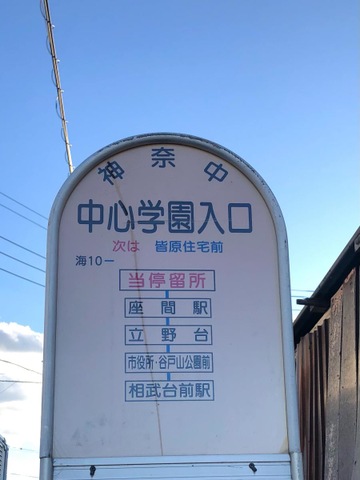 神奈中
中心学園入口
次は 皆原住宅前
海10ー
当停留所
座間駅
立野台
市役所・谷戸山公園前
相武台前駅